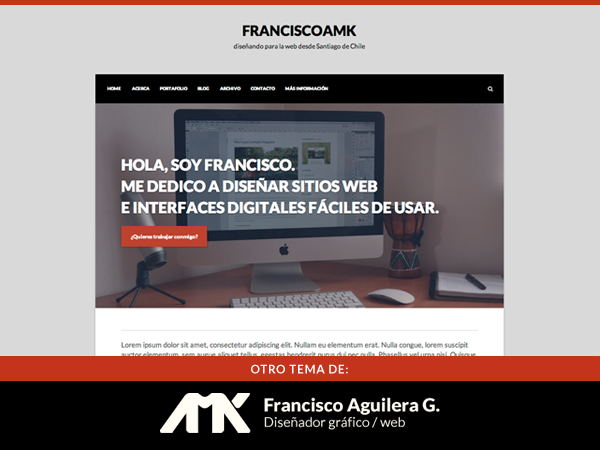 FRANCISCOAMK
diseñando para la web desde Santiago de Chile
HOME ACERCA PORTAFOLIO BLOG ARCHIVO CONTACTO MÁS INFORMACIÓN
HOLA, SOY FRANCISCO.
ME DEDICO A DISEÑAR SITIOS WEB
E INTERFACES DIGITALES FÁCILES DE USAR.
¿Quieres trabajar conmigo?
Lorem ipsum dolor sit amet, consectetur adipiscing elit. Nullam eu elementum erat. Nulla congue, lorem suscipit
auctor elementum, sem augue aliquet tellus, egestas hendrerit purus dui nec nulla. Phasellus vel urna nisi. Quisque
OTRO TEMA DE:
AMK
Francisco Aguilera G.
Diseñador gráfico / web